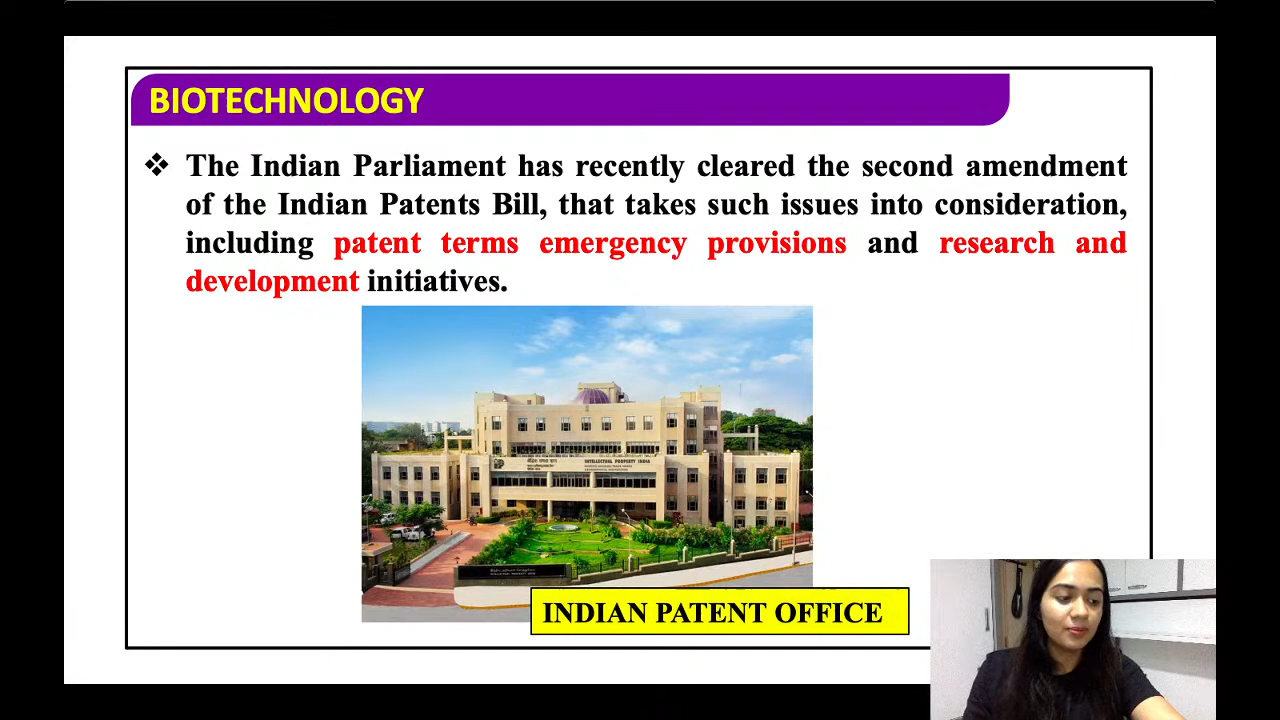 BIOTECHNOLOGY
❖ The Indian Parliament has recently cleared the second amendment
of the Indian Patents Bill, that takes such issues into consideration,
including patent terms emergency provisions and research and
development initiatives.
INTELLECTUAL PROPERTY INDIA
INDIAN PATENT OFFICE